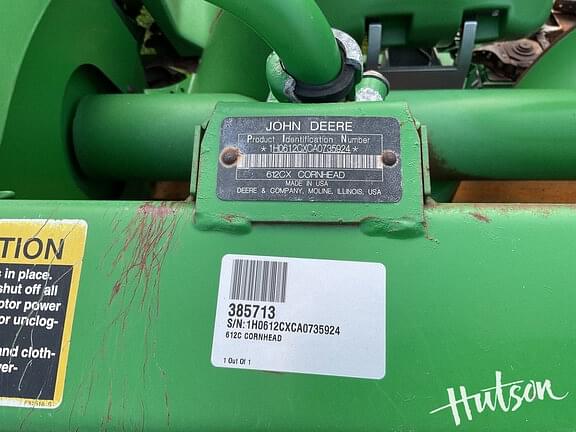 JOHN DEERE
Product Identification Number
*1H0612CXCA0735924*
612CX CORNHEAD
MADE IN USA
DEERE & COMPANY, MOLINE, ILLINOIS, USA
TION
s in place.
shut off all
otor power
or unclog-
and cloth-
ver-
385713
S/N:1H0612CXCA0735924
612C CORNHEAD
1 Out Of 1
Hutson